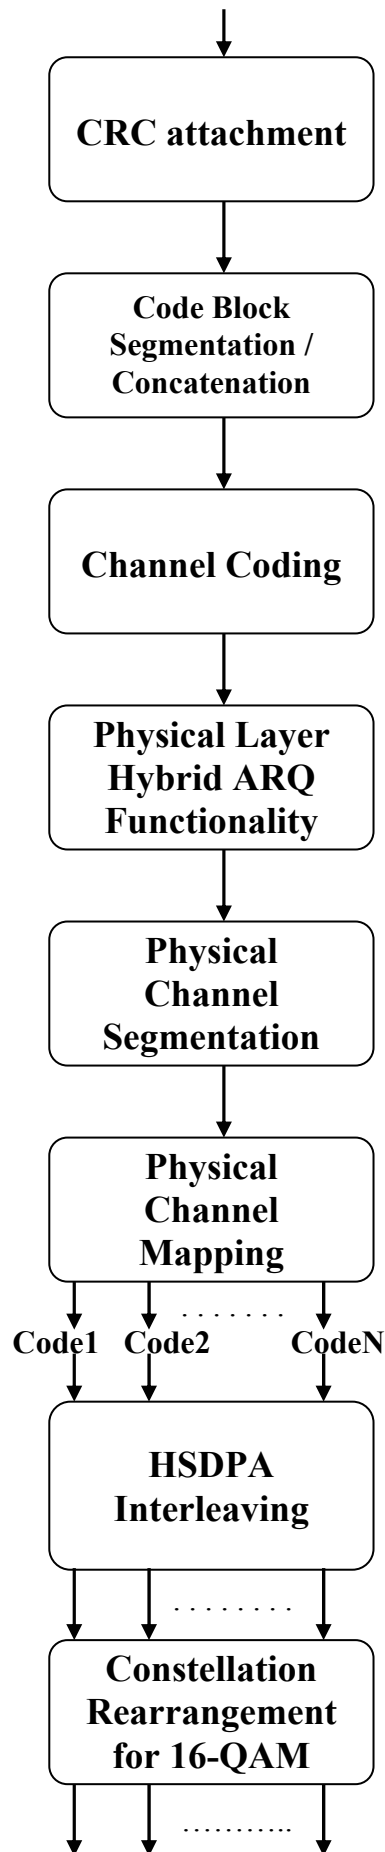 CRC attachment
Code Block
Segmentation /
Concatenation
Channel Coding
Physical Layer
Hybrid ARQ
Functionality
Physical
Channel
Segmentation
Physical
Channel
Mapping
. . . . . . .
Code1 Code2 CodeN
HSDPA
Interleaving
. . . . . . . .
Constellation
Rearrangement
for 16-QAM
...........